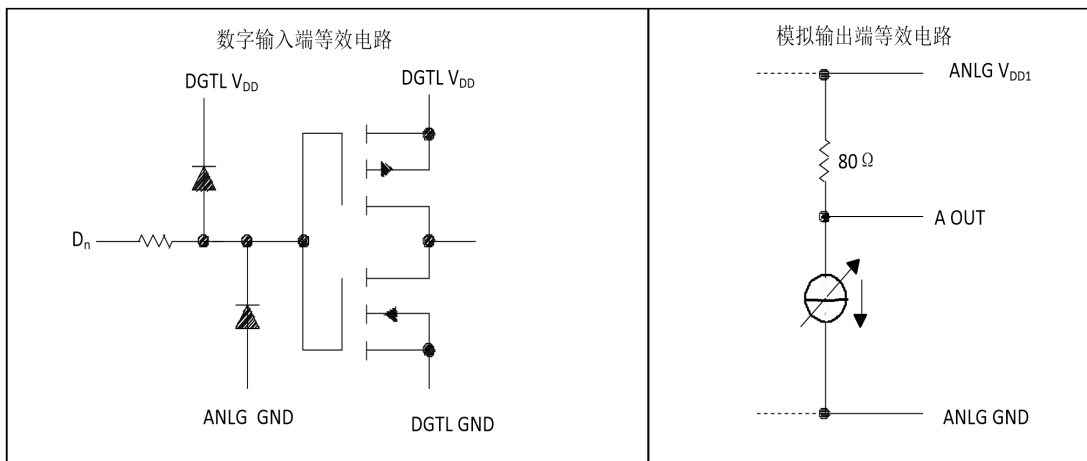 数字输入端等效电路
DGTL VDD
DGTL VDD
Dn
ANLG GND
DGTL GND
模拟输出端等效电路
ANLG VDD1
80Ω
A OUT
ANLG GND